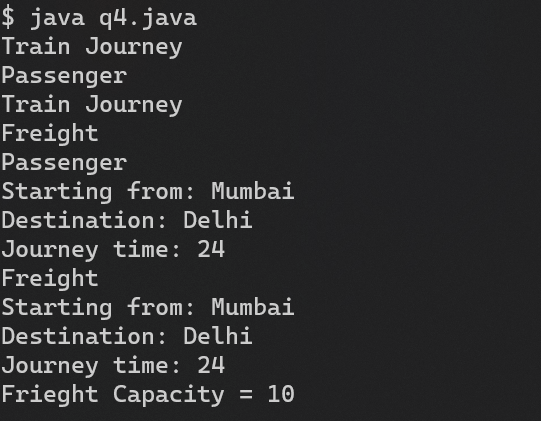 $ java q4.java
Train Journey
Passenger
Train Journey
Freight
Passenger
Starting from: Mumbai
Destination: Delhi
Journey time: 24
Freight
Starting from: Mumbai
Destination: Delhi
Journey time: 24
Frieght Capacity = 10